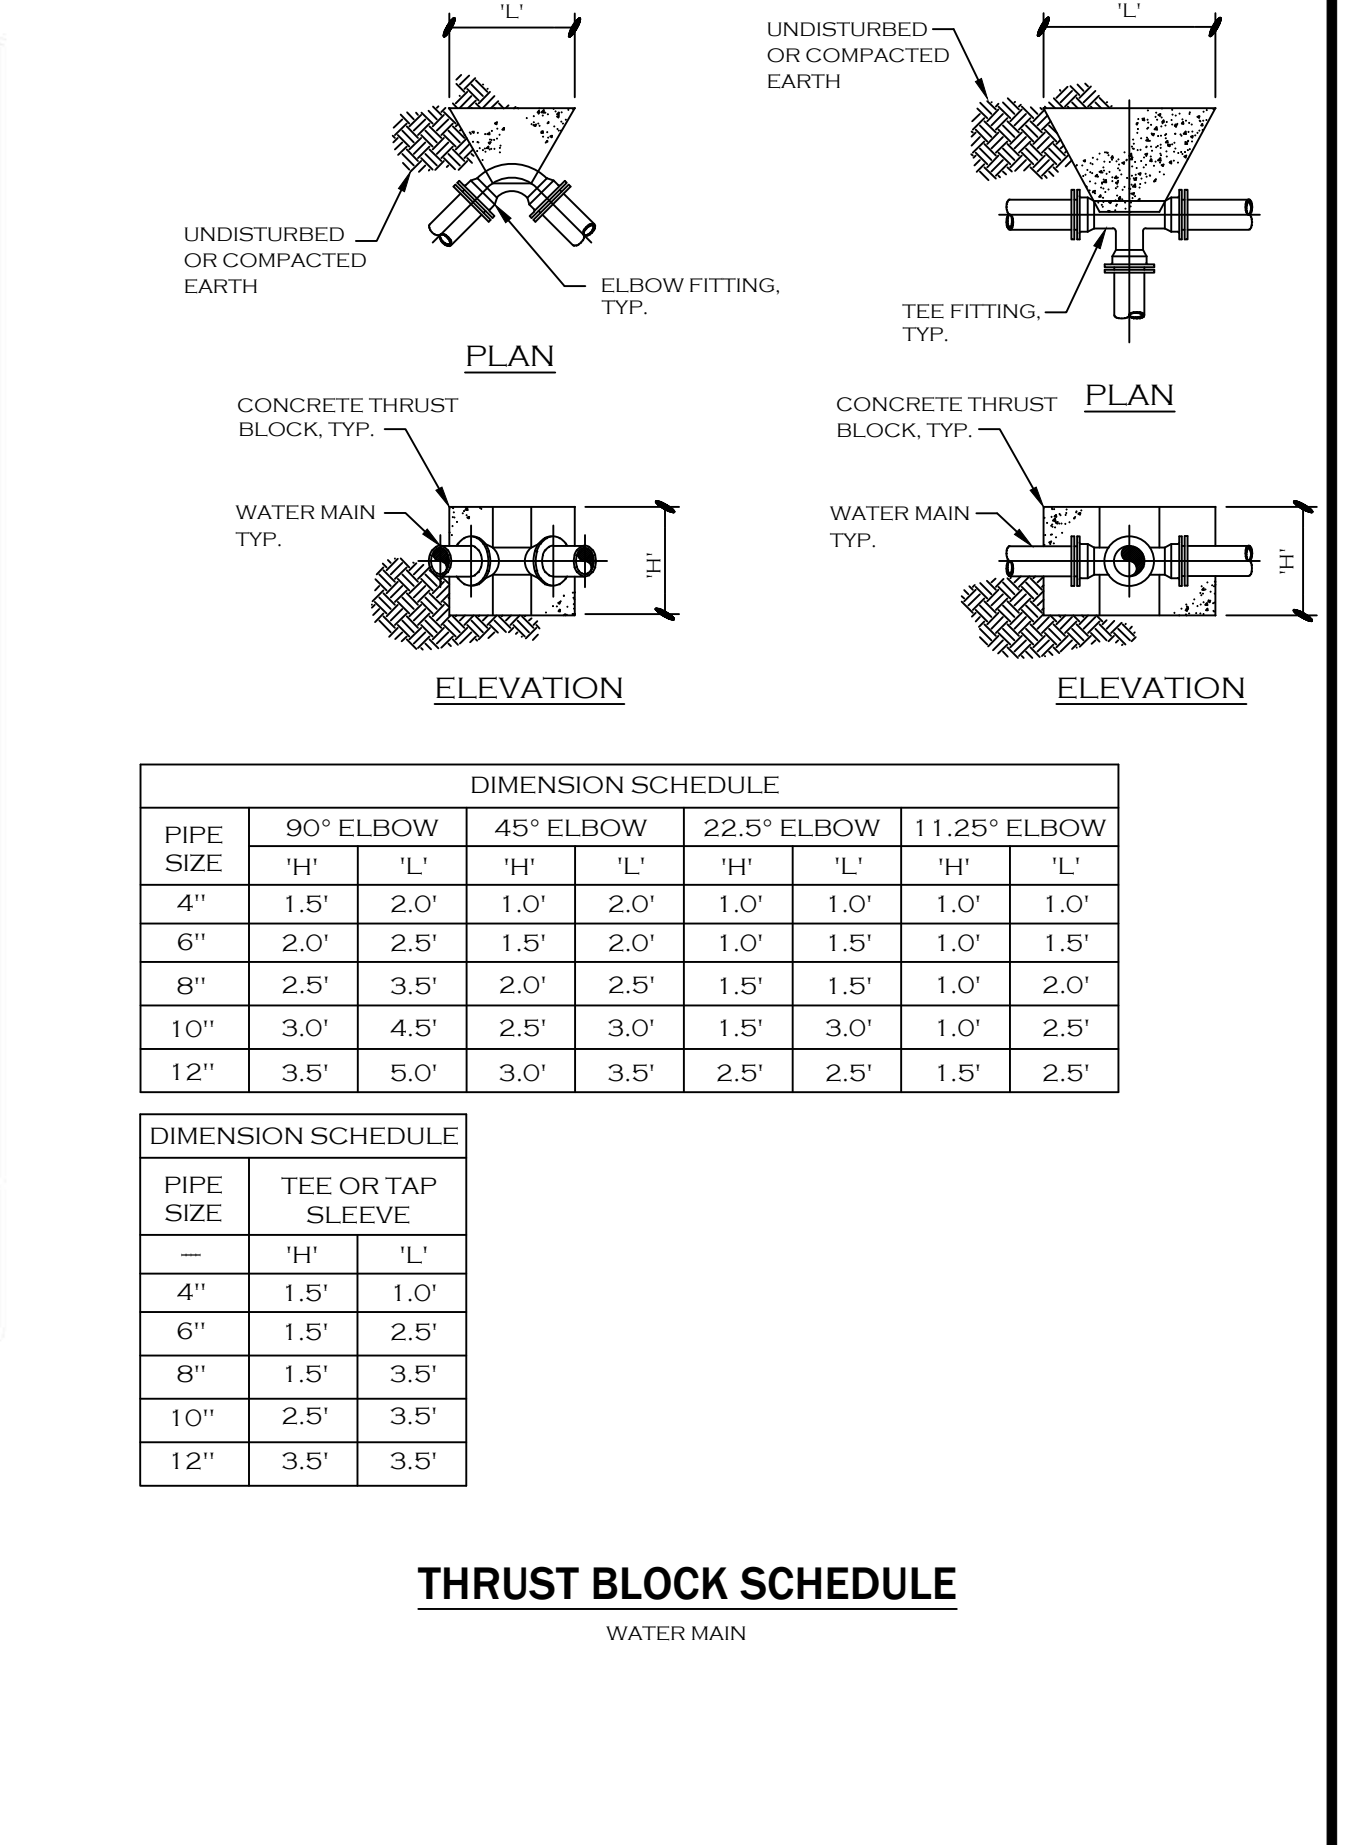 'L'
UNDISTURBED
OR COMPACTED
EARTH
ELBOW FITTING,
TYP.
PLAN
'L'
UNDISTURBED
OR COMPACTED
EARTH
TEE FITTING,
TYP.
PLAN
CONCRETE THRUST
BLOCK, TYP.
WATER MAIN
TYP.
'H'
ELEVATION
CONCRETE THRUST
BLOCK, TYP.
WATER MAIN
TYP.
'H'
ELEVATION
DIMENSION SCHEDULE
PIPE SIZE 90° ELBOW 45° ELBOW 22.5° ELBOW 11.25° ELBOW
'H' 'L' 'H' 'L' 'H' 'L' 'H' 'L'
4'' 1.5' 2.0' 1.0' 2.0' 1.0' 1.0' 1.0' 1.0'
6'' 2.0' 2.5' 1.5' 2.0' 1.0' 1.5' 1.0' 1.5'
8'' 2.5' 3.5' 2.0' 2.5' 1.5' 1.5' 1.0' 2.0'
10'' 3.0' 4.5' 2.5' 3.0' 1.5' 3.0' 1.0' 2.5'
12'' 3.5' 5.0' 3.0' 3.5' 2.5' 2.5' 1.5' 2.5'
DIMENSION SCHEDULE
PIPE TEE OR TAP
SIZE SLEEVE
— 'H' 'L'
4'' 1.5' 1.0'
6'' 1.5' 2.5'
8'' 1.5' 3.5'
10'' 2.5' 3.5'
12'' 3.5' 3.5'
THRUST BLOCK SCHEDULE
WATER MAIN